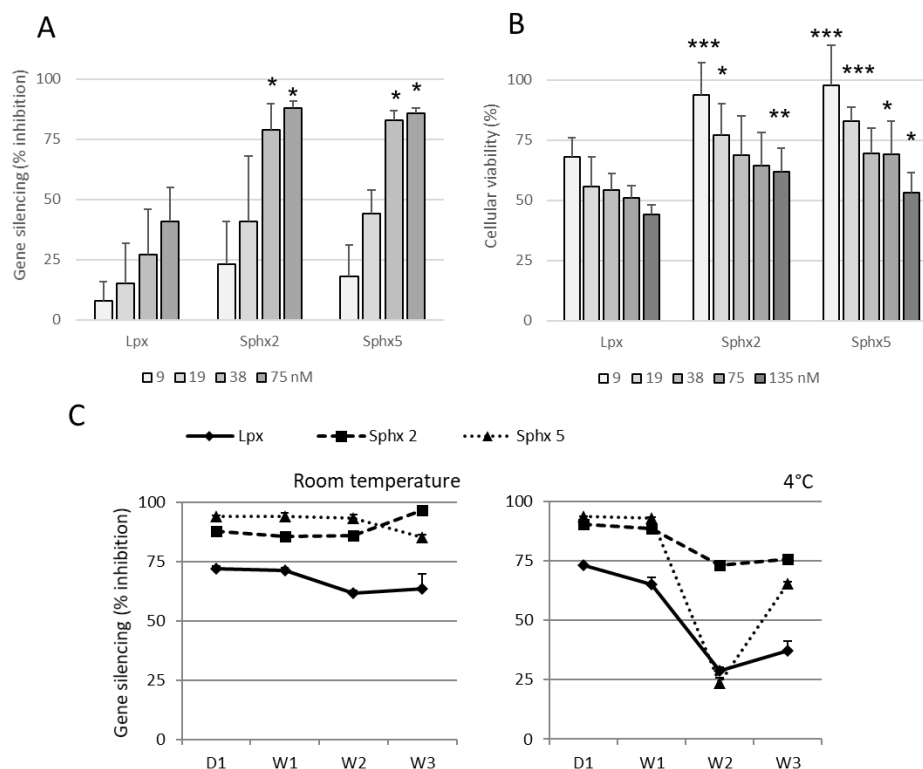 A
Gene silencing (% inhibition)
100
75
50
25
0
* * * *
Lpx Sphx2 Sphx5
9 19 38 75 nM
B
Cellular viability (%)
100
75
50
25
0
*** * ** *** *** * *
Lpx Sphx2 Sphx5
9 19 38 75 135 nM
C
Lpx Sphx 2 Sphx 5
Room temperature
Gene silencing (% inhibition)
100
75
50
25
0
D1 W1 W2 W3
4°C
100
75
50
25
0
D1 W1 W2 W3